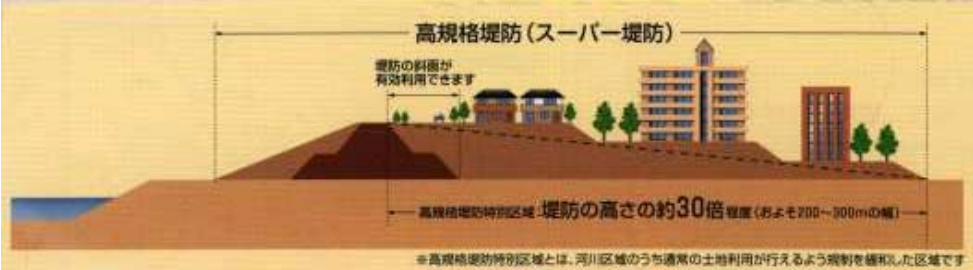 高規格堤防(スーパー堤防)
堤防の斜面が
有効利用できます
高規格堤防特別区域:堤防の高さの約30倍程度(およそ200〜300mの幅)
※高規格堤防特別区域とは、河川区域のうち通常の土地利用が行えるよう規制を緩和した区域です